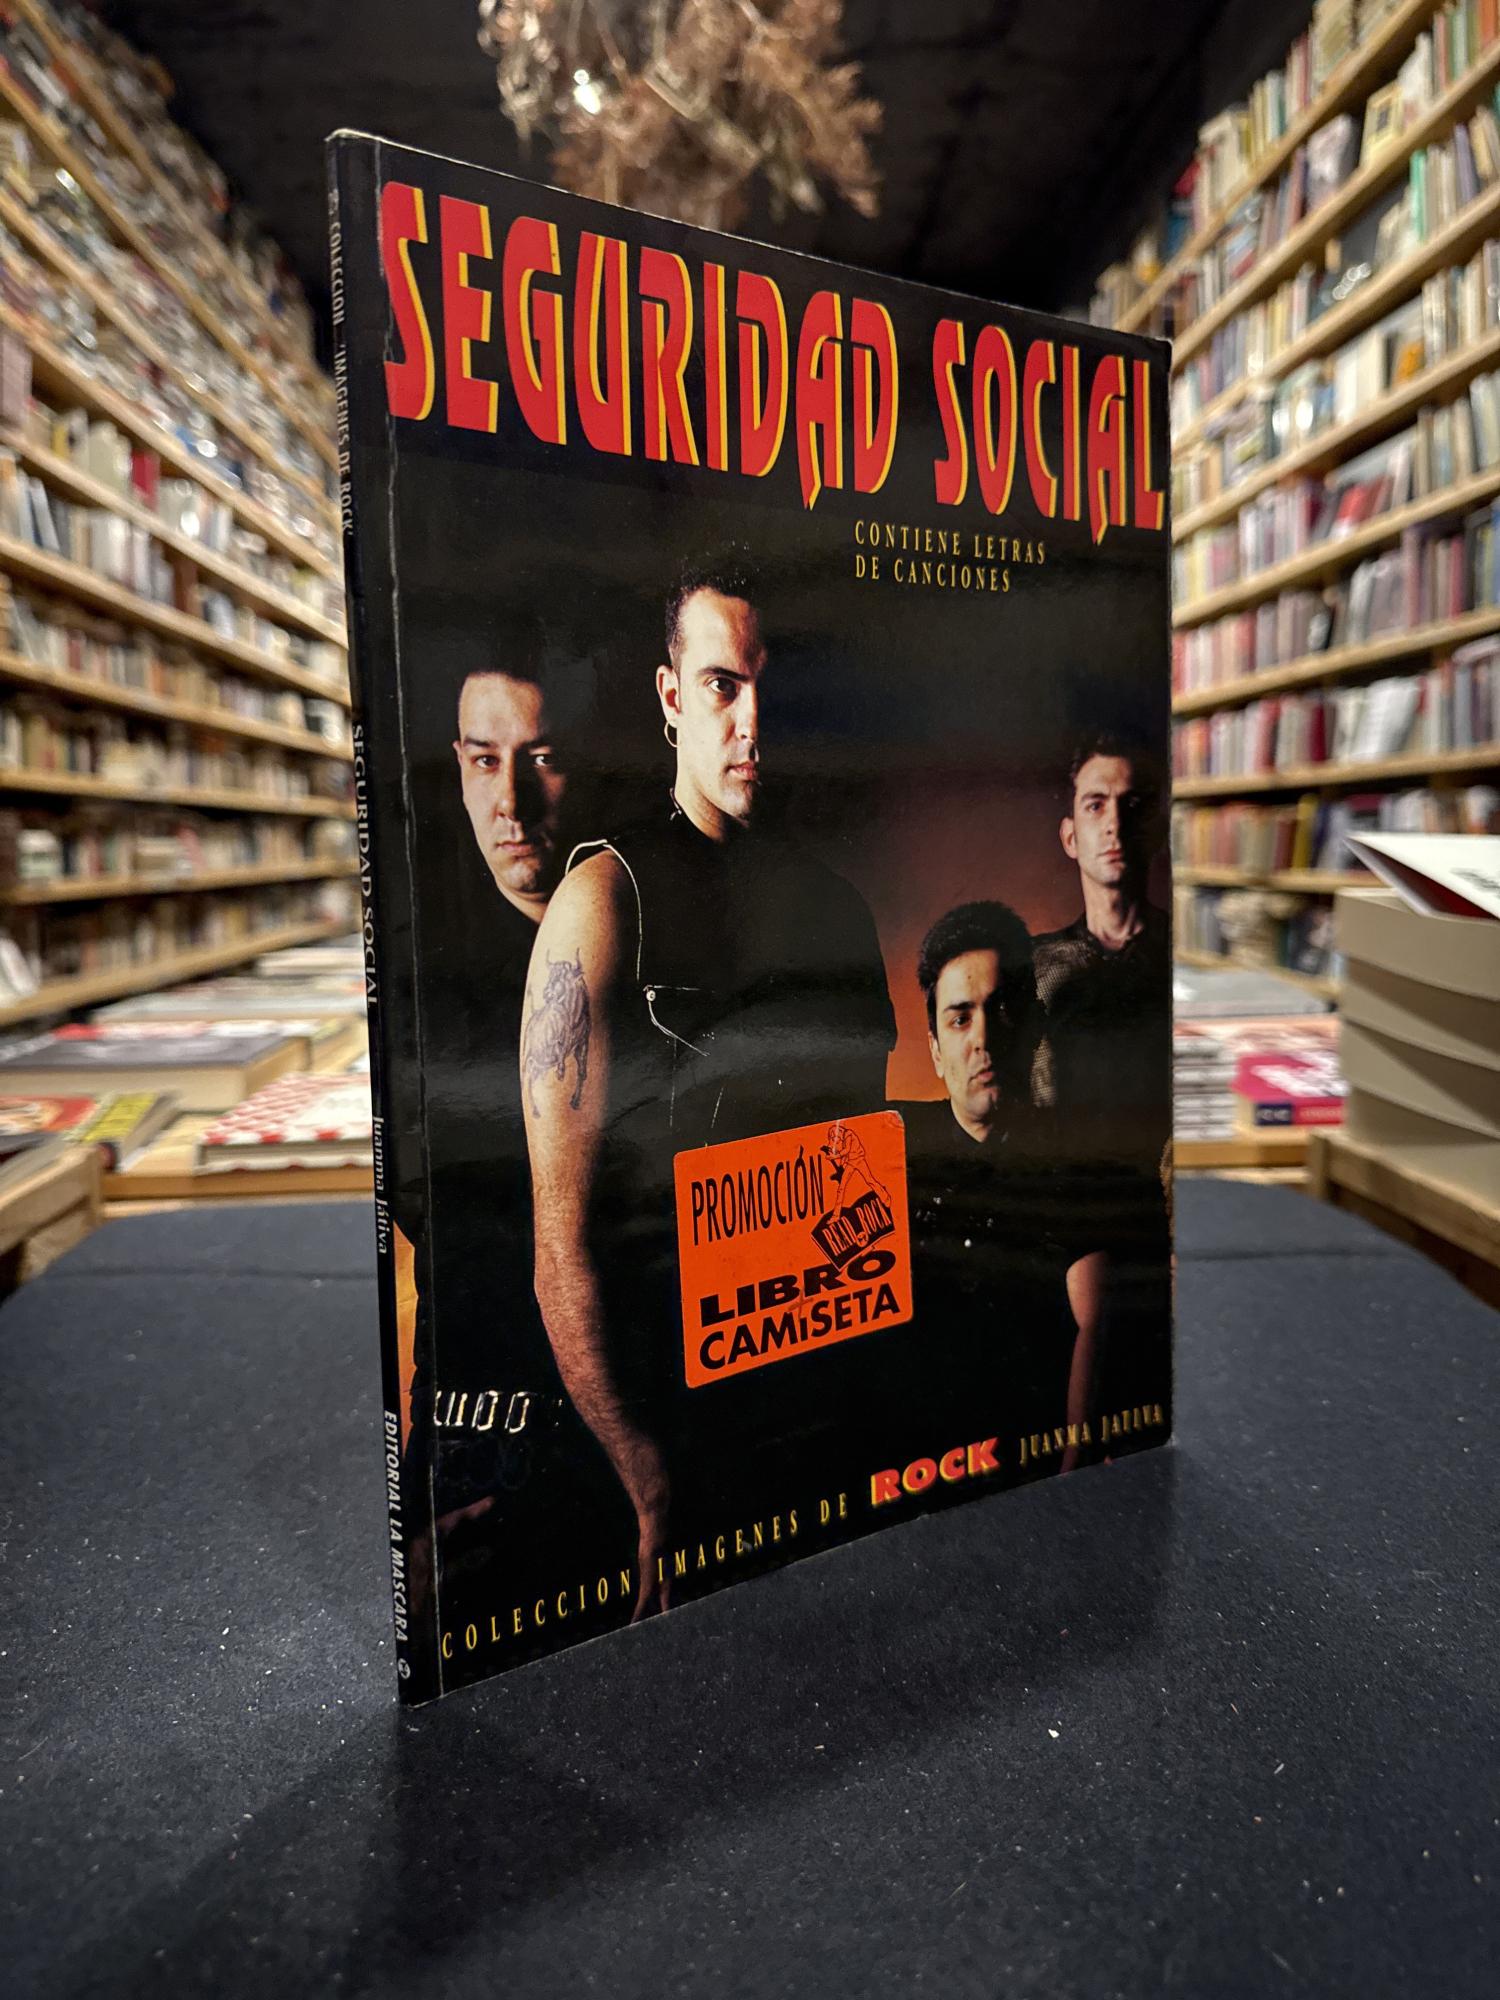 SEGURIDAD SOCIAL
CONTIENE LETRAS
DE CANCIONES
PROMOCIÓN
READ ROCK
LIBRO
+
CAMISETA
COLECCION IMAGENES DE ROCK JUANMA JATIVA
COLECCION "IMAGENES DE ROCK"
SEGURIDAD SOCIAL
Juanma Játiva
EDITORIAL LA MASCARA